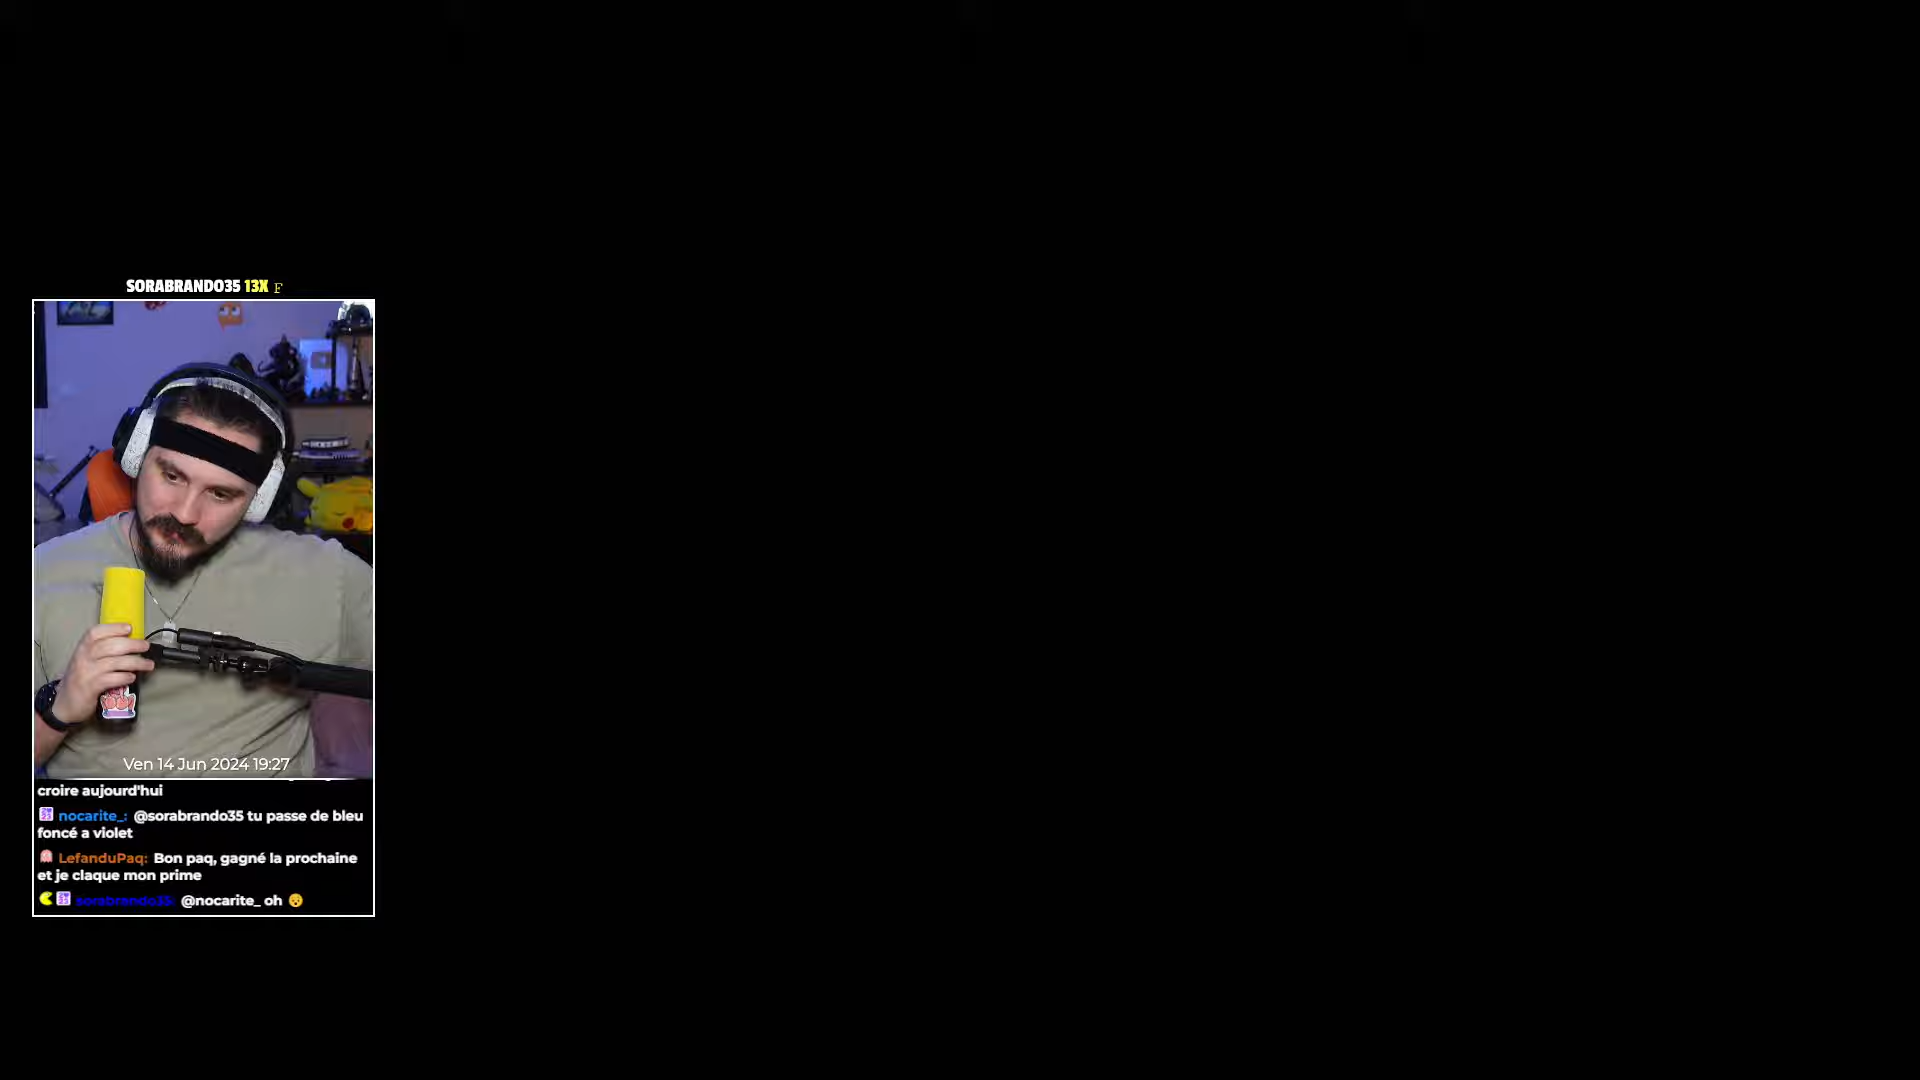 SORABRANDO35 13X F
Ven 14 Jun 2024 19:27
croire aujourd'hui
nocarite_: @sorabrando35 tu passe de bleu
foncé a violet
LefanduPaq: Bon paq, gagné la prochaine
et je claque mon prime
sorabrando35: @nocarite_ oh 😯